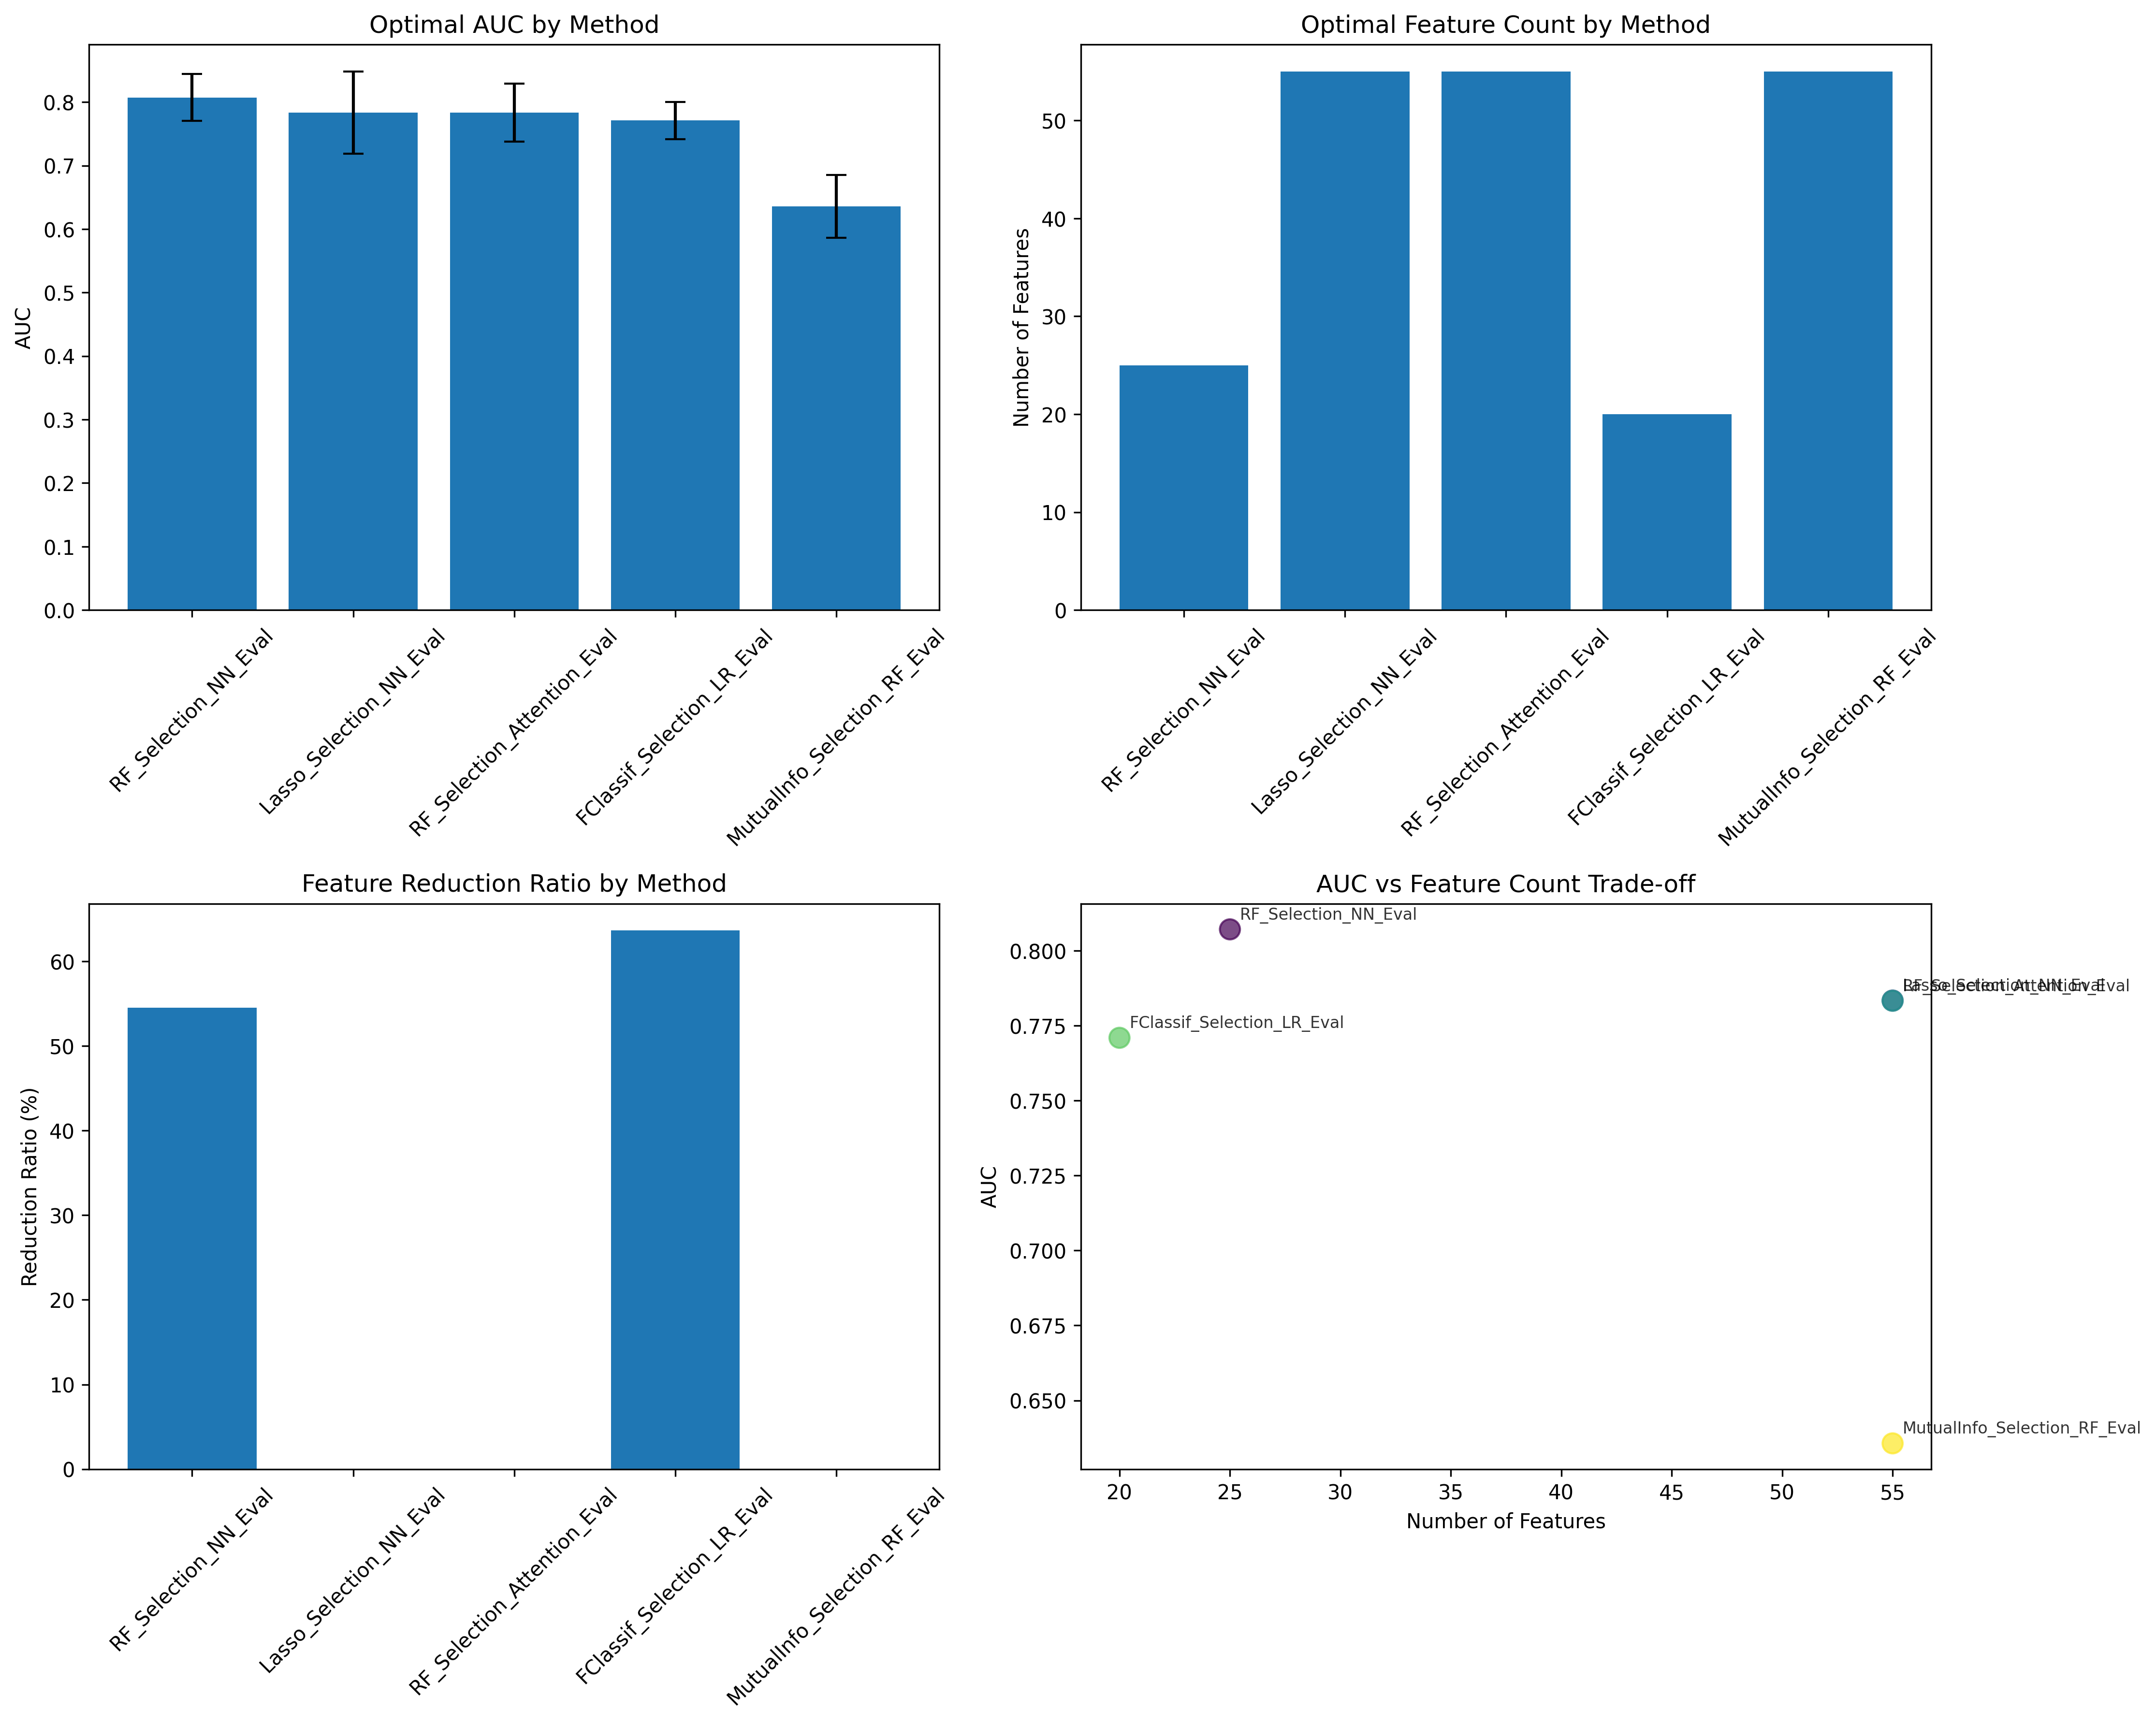 Optimal AUC by Method
AUC
0.8
0.7
0.6
0.5
0.4
0.3
0.2
0.1
0.0
RF_Selection_NN_Eval
Lasso_Selection_NN_Eval
RF_Selection_Attention_Eval
FClassif_Selection_LR_Eval
MutualInfo_Selection_RF_Eval
Optimal Feature Count by Method
Number of Features
50
40
30
20
10
0
RF_Selection_NN_Eval
Lasso_Selection_NN_Eval
RF_Selection_Attention_Eval
FClassif_Selection_LR_Eval
MutualInfo_Selection_RF_Eval
Feature Reduction Ratio by Method
Reduction Ratio (%)
60
50
40
30
20
10
0
RF_Selection_NN_Eval
Lasso_Selection_NN_Eval
RF_Selection_Attention_Eval
FClassif_Selection_LR_Eval
MutualInfo_Selection_RF_Eval
AUC vs Feature Count Trade-off
AUC
0.800
0.775
0.750
0.725
0.700
0.675
0.650
RF_Selection_NN_Eval
Lasso_Selection_NN_Eval
RF_Selection_Attention_Eval
FClassif_Selection_LR_Eval
MutualInfo_Selection_RF_Eval
20 25 30 35 40 45 50 55
Number of Features